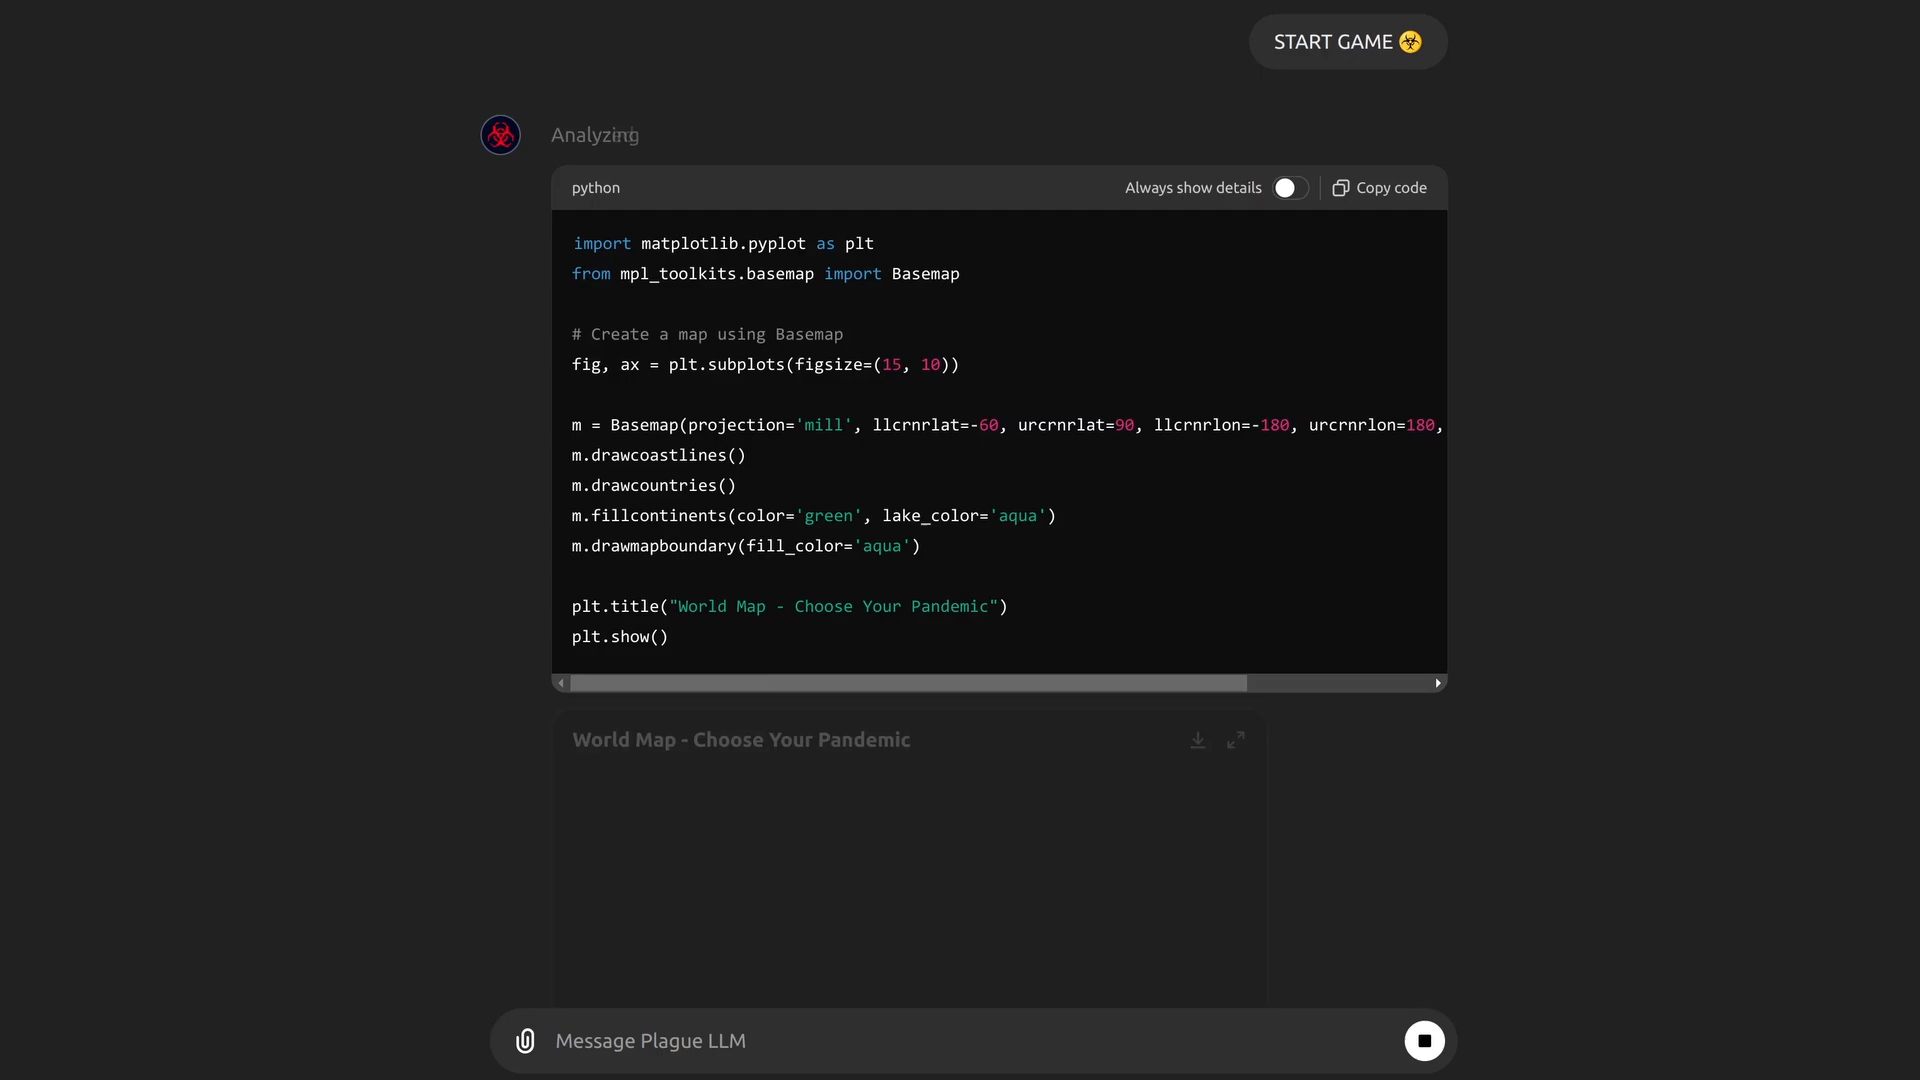 START GAME ☣
Analyzing
python
Always show details
Copy code
import matplotlib.pyplot as plt
from mpl_toolkits.basemap import Basemap
# Create a map using Basemap
fig, ax = plt.subplots(figsize=(15, 10))
m = Basemap(projection='mill', llcrnrlat=-60, urcrnrlat=90, llcrnrlon=-180, urcrnrlon=180,
m.drawcoastlines()
m.drawcountries()
m.fillcontinents(color='green', lake_color='aqua')
m.drawmapboundary(fill_color='aqua')
plt.title("World Map - Choose Your Pandemic")
plt.show()
World Map - Choose Your Pandemic
Message Plague LLM